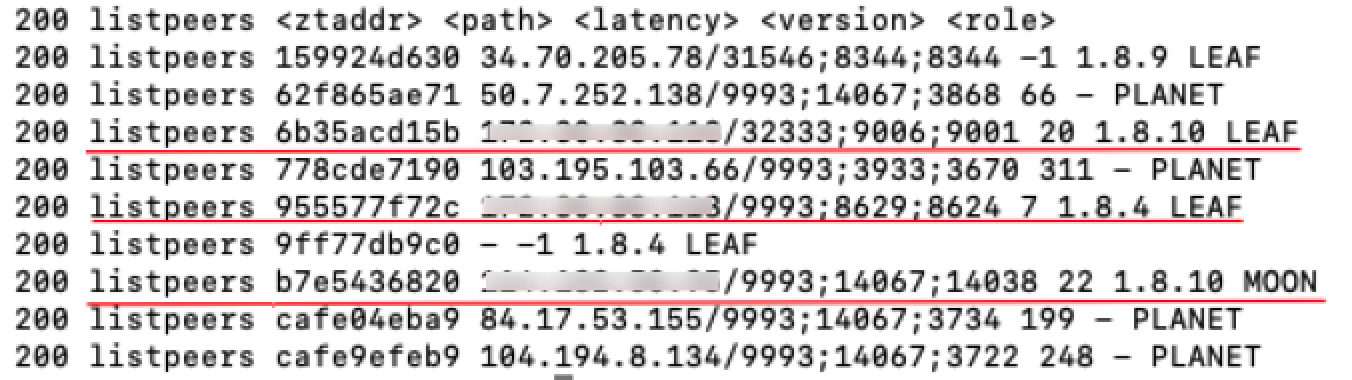 200 listpeers <ztaddr> <path> <latency> <version> <role>
200 listpeers 159924d630 34.70.205.78/31546;8344;8344 -1 1.8.9 LEAF
200 listpeers 62f865ae71 50.7.252.138/9993;14067;3868 66 - PLANET
200 listpeers 6b35acd15b /32333;9006;9001 20 1.8.10 LEAF
200 listpeers 778cde7190 103.195.103.66/9993;3933;3670 311 - PLANET
200 listpeers 955577f72c /9993;8629;8624 7 1.8.4 LEAF
200 listpeers 9ff77db9c0 - -1 1.8.4 LEAF
200 listpeers b7e5436820 /9993;14067;14038 22 1.8.10 MOON
200 listpeers cafe04eba9 84.17.53.155/9993;14067;3734 199 - PLANET
200 listpeers cafe9efeb9 104.194.8.134/9993;14067;3722 248 - PLANET